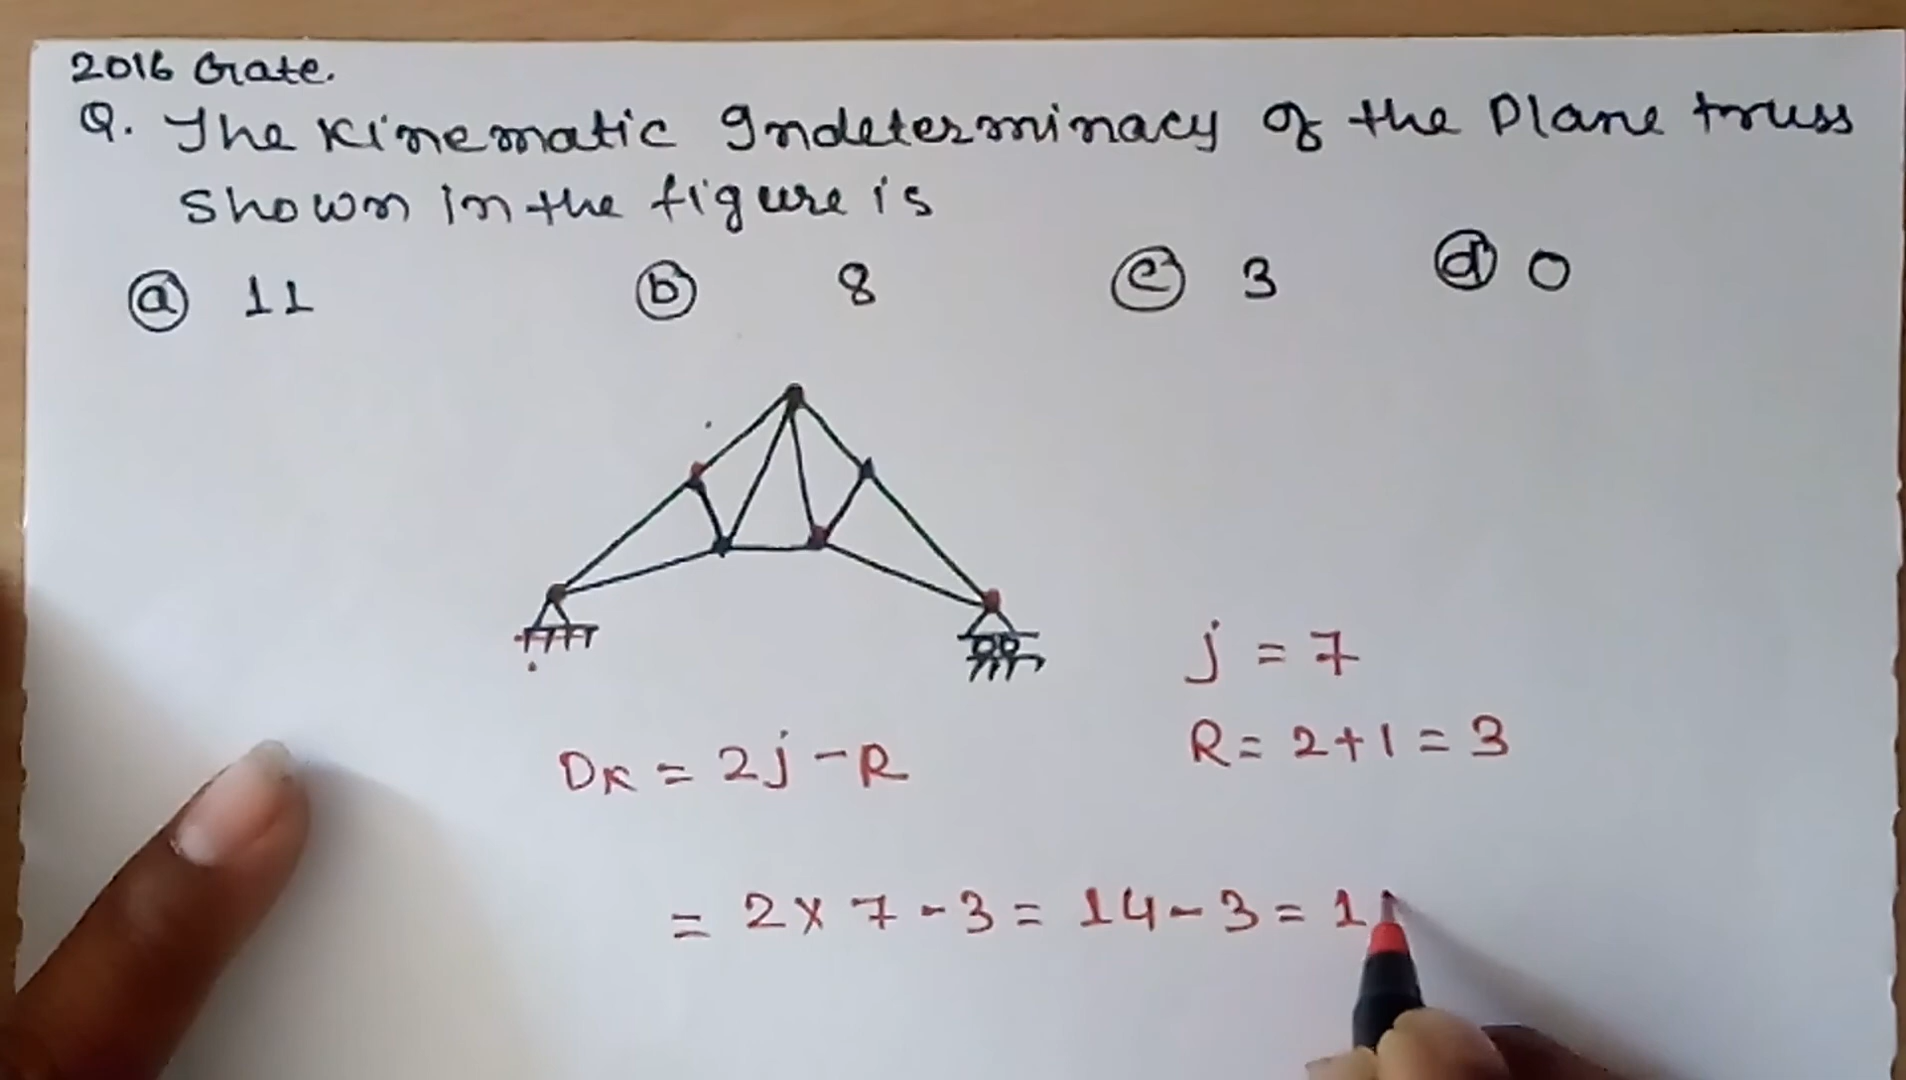 2016 Gate.
Q. The Kinematic Indeterminacy of the Plane truss
shown in the figure is
a 11 b 8 c 3 d 0
j = 7
R = 2+1 = 3
DK = 2j - R
= 2 x 7 - 3 = 14 - 3 = 11